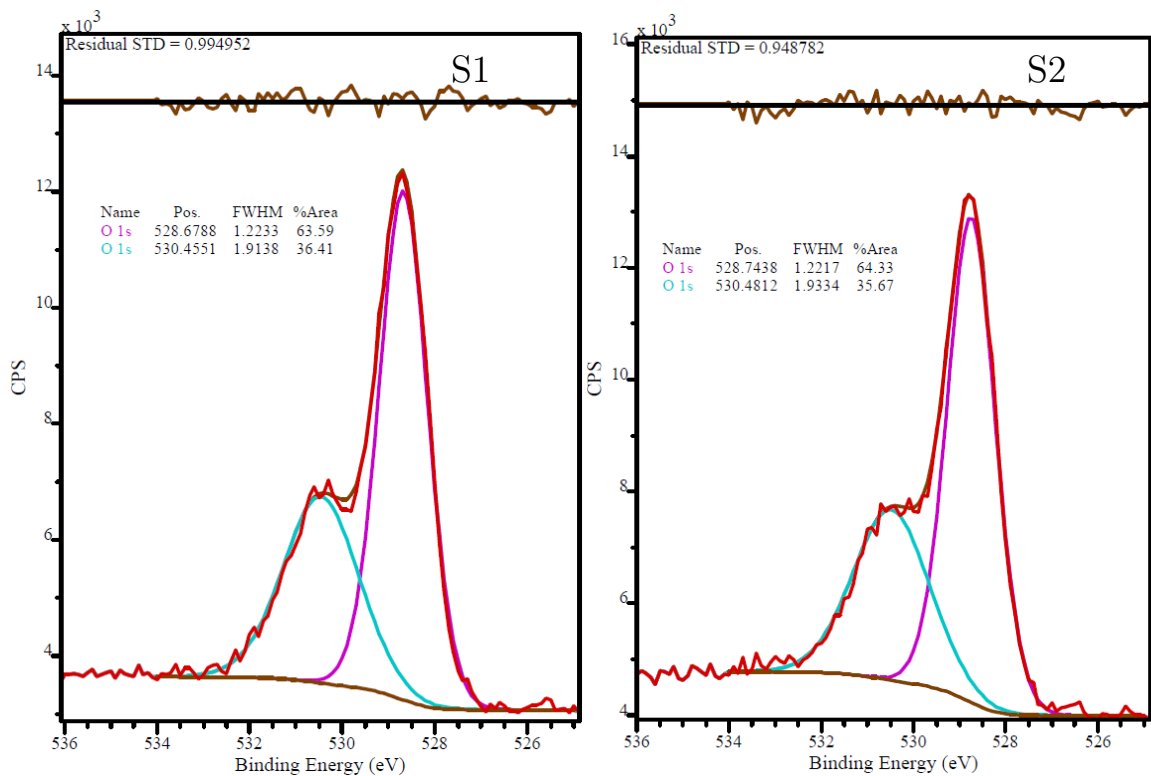 x 10³
Residual STD = 0.994952
S1
14
12
10
8
6
4
Name Pos. FWHM %Area
O 1s 528.6788 1.2233 63.59
O 1s 530.4551 1.9138 36.41
CPS
536 534 532 530 528 526
Binding Energy (eV)
x 10³
Residual STD = 0.948782
S2
16
14
12
10
8
6
4
Name Pos. FWHM %Area
O 1s 528.7438 1.2217 64.33
O 1s 530.4812 1.9334 35.67
CPS
536 534 532 530 528 526
Binding Energy (eV)